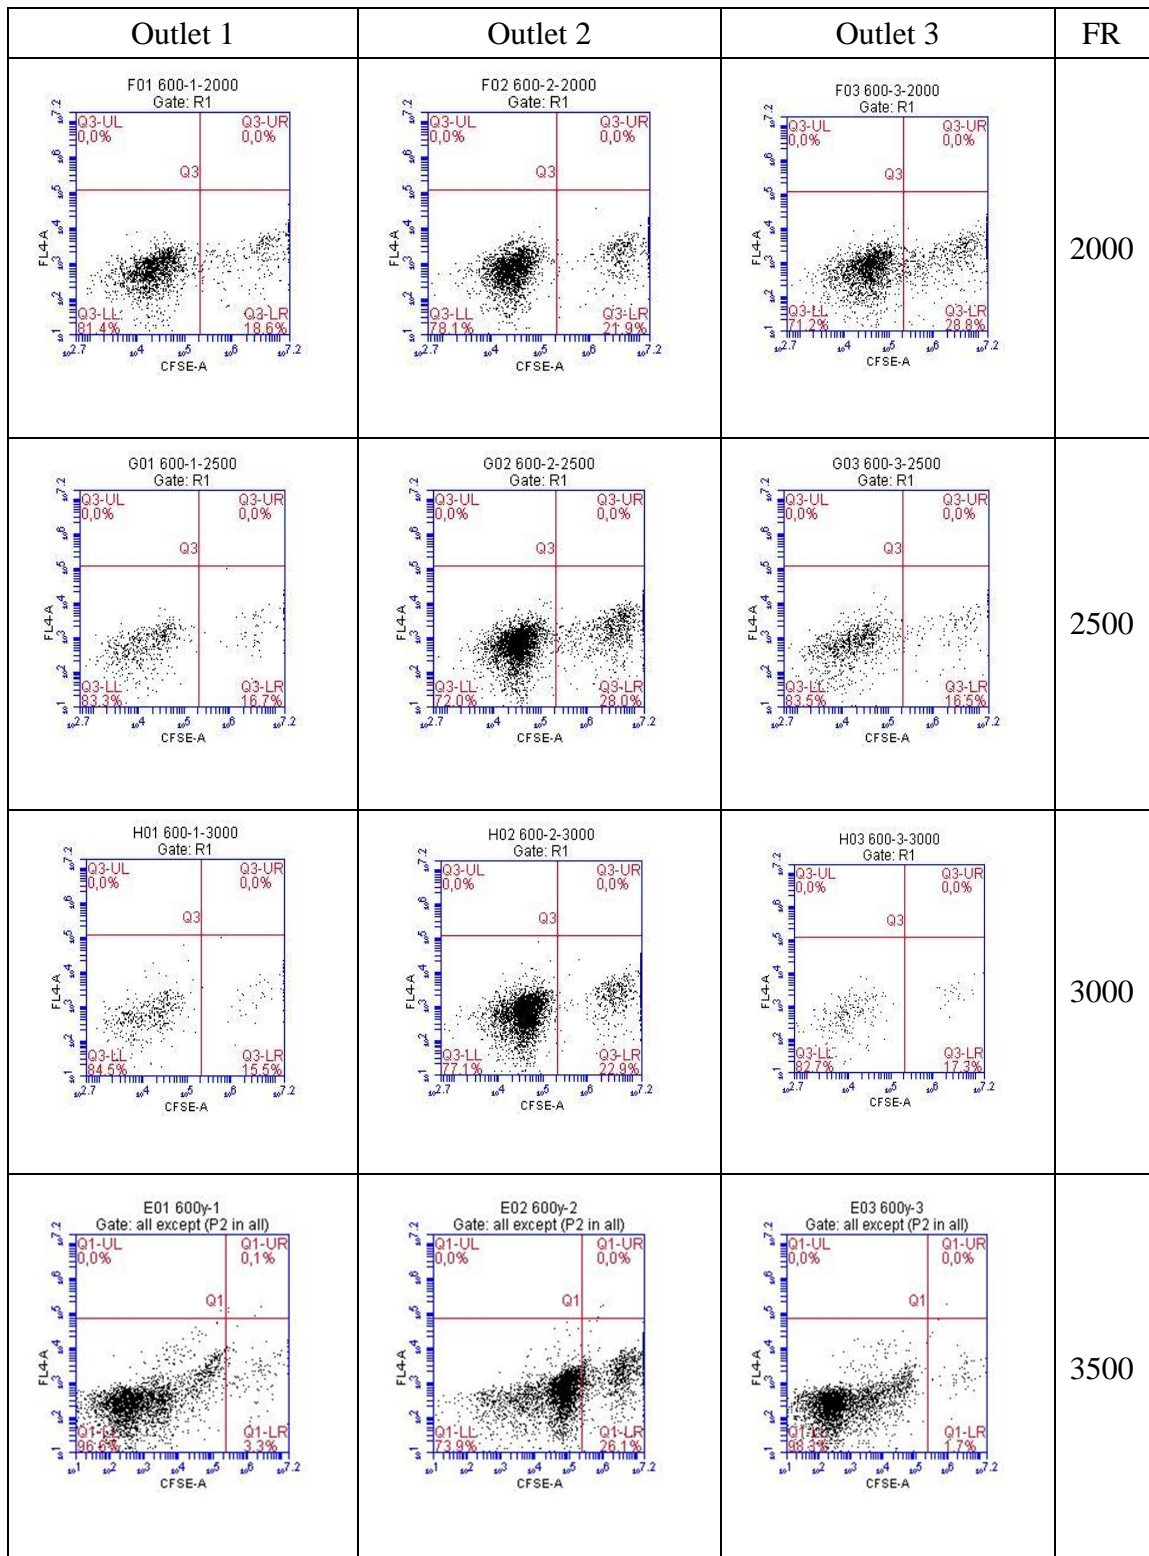 Outlet 1 Outlet 2 Outlet 3 FR
F01 600-1-2000
Gate: R1
Q3-UL Q3-UR
0,0% 0,0%
Q3
Q3-LL Q3-LR
81.4% 18.6%
FL4-A
CFSE-A
F02 600-2-2000
Gate: R1
Q3-UL Q3-UR
0,0% 0,0%
Q3
Q3-LL Q3-LR
78.1% 21.9%
FL4-A
CFSE-A
F03 600-3-2000
Gate: R1
Q3-UL Q3-UR
0,0% 0,0%
Q3
Q3-LL Q3-LR
71.2% 28.8%
FL4-A
CFSE-A
2000
G01 600-1-2500
Gate: R1
Q3-UL Q3-UR
0,0% 0,0%
Q3
Q3-LL Q3-LR
83.3% 16.7%
FL4-A
CFSE-A
G02 600-2-2500
Gate: R1
Q3-UL Q3-UR
0,0% 0,0%
Q3
Q3-LL Q3-LR
72.0% 28.0%
FL4-A
CFSE-A
G03 600-3-2500
Gate: R1
Q3-UL Q3-UR
0,0% 0,0%
Q3
Q3-LL Q3-LR
83.5% 16.5%
FL4-A
CFSE-A
2500
H01 600-1-3000
Gate: R1
Q3-UL Q3-UR
0,0% 0,0%
Q3
Q3-LL Q3-LR
84.5% 15.5%
FL4-A
CFSE-A
H02 600-2-3000
Gate: R1
Q3-UL Q3-UR
0,0% 0,0%
Q3
Q3-LL Q3-LR
77.1% 22.9%
FL4-A
CFSE-A
H03 600-3-3000
Gate: R1
Q3-UL Q3-UR
0,0% 0,0%
Q3
Q3-LL Q3-LR
82.7% 17.3%
FL4-A
CFSE-A
3000
E01 600y-1
Gate: all except (P2 in all)
Q1-UL Q1-UR
0,0% 0,1%
Q1
Q1-LL Q1-LR
3.3%
FL4-A
CFSE-A
E02 600y-2
Gate: all except (P2 in all)
Q1-UL Q1-UR
0,0% 0,0%
Q1
Q1-LL Q1-LR
73.9% 26.1%
FL4-A
CFSE-A
E03 600y-3
Gate: all except (P2 in all)
Q1-UL Q1-UR
0,0% 0,0%
Q1
Q1-LL Q1-LR
98.3% 1.7%
FL4-A
CFSE-A
3500